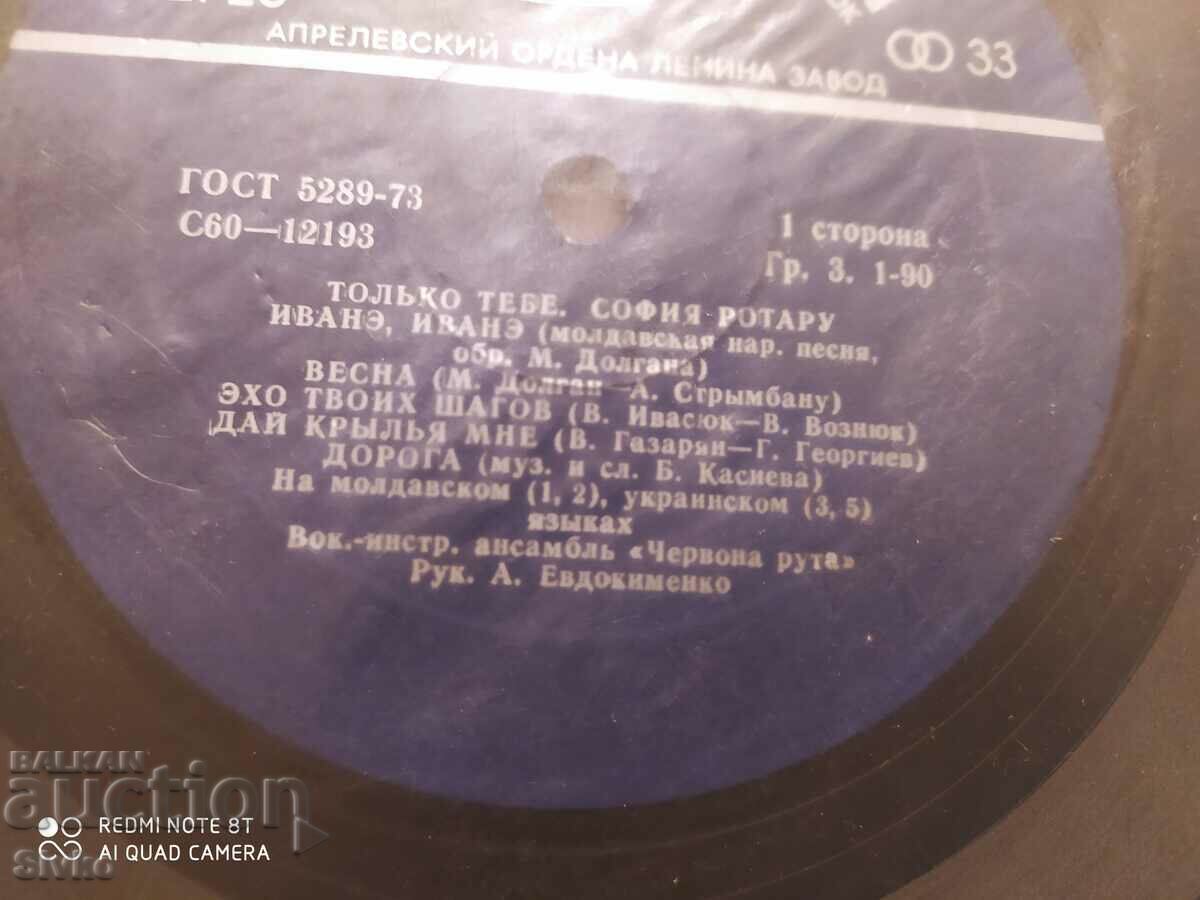 АПРЕЛЕВСКИЙ ОРДЕНА ЛЕНИНА ЗАВОД
33
ГОСТ 5289-73
С60—12193
1 сторона
Гр. 3. 1-90
ТОЛЬКО ТЕБЕ. СОФИЯ РОТАРУ
ИВАНЭ, ИВАНЭ (молдавская нар. песня,
обр. М. Долгана)
ВЕСНА (М. Долган—А. Стрымбану)
ЭХО ТВОИХ ШАГОВ (В. Ивасюк—В. Вознюк)
ДАЙ КРЫЛЬЯ МНЕ (В. Газарян—Г. Георгиев)
ДОРОГА (муз. и сл. Б. Касиева)
На молдавском (1, 2), украинском (3, 5)
языках
Вок.-инстр. ансамбль «Червона рута»
Рук. А. Евдокименко
BALKAN
auction
REDMI NOTE 8T
AI QUAD CAMERA
Sivko